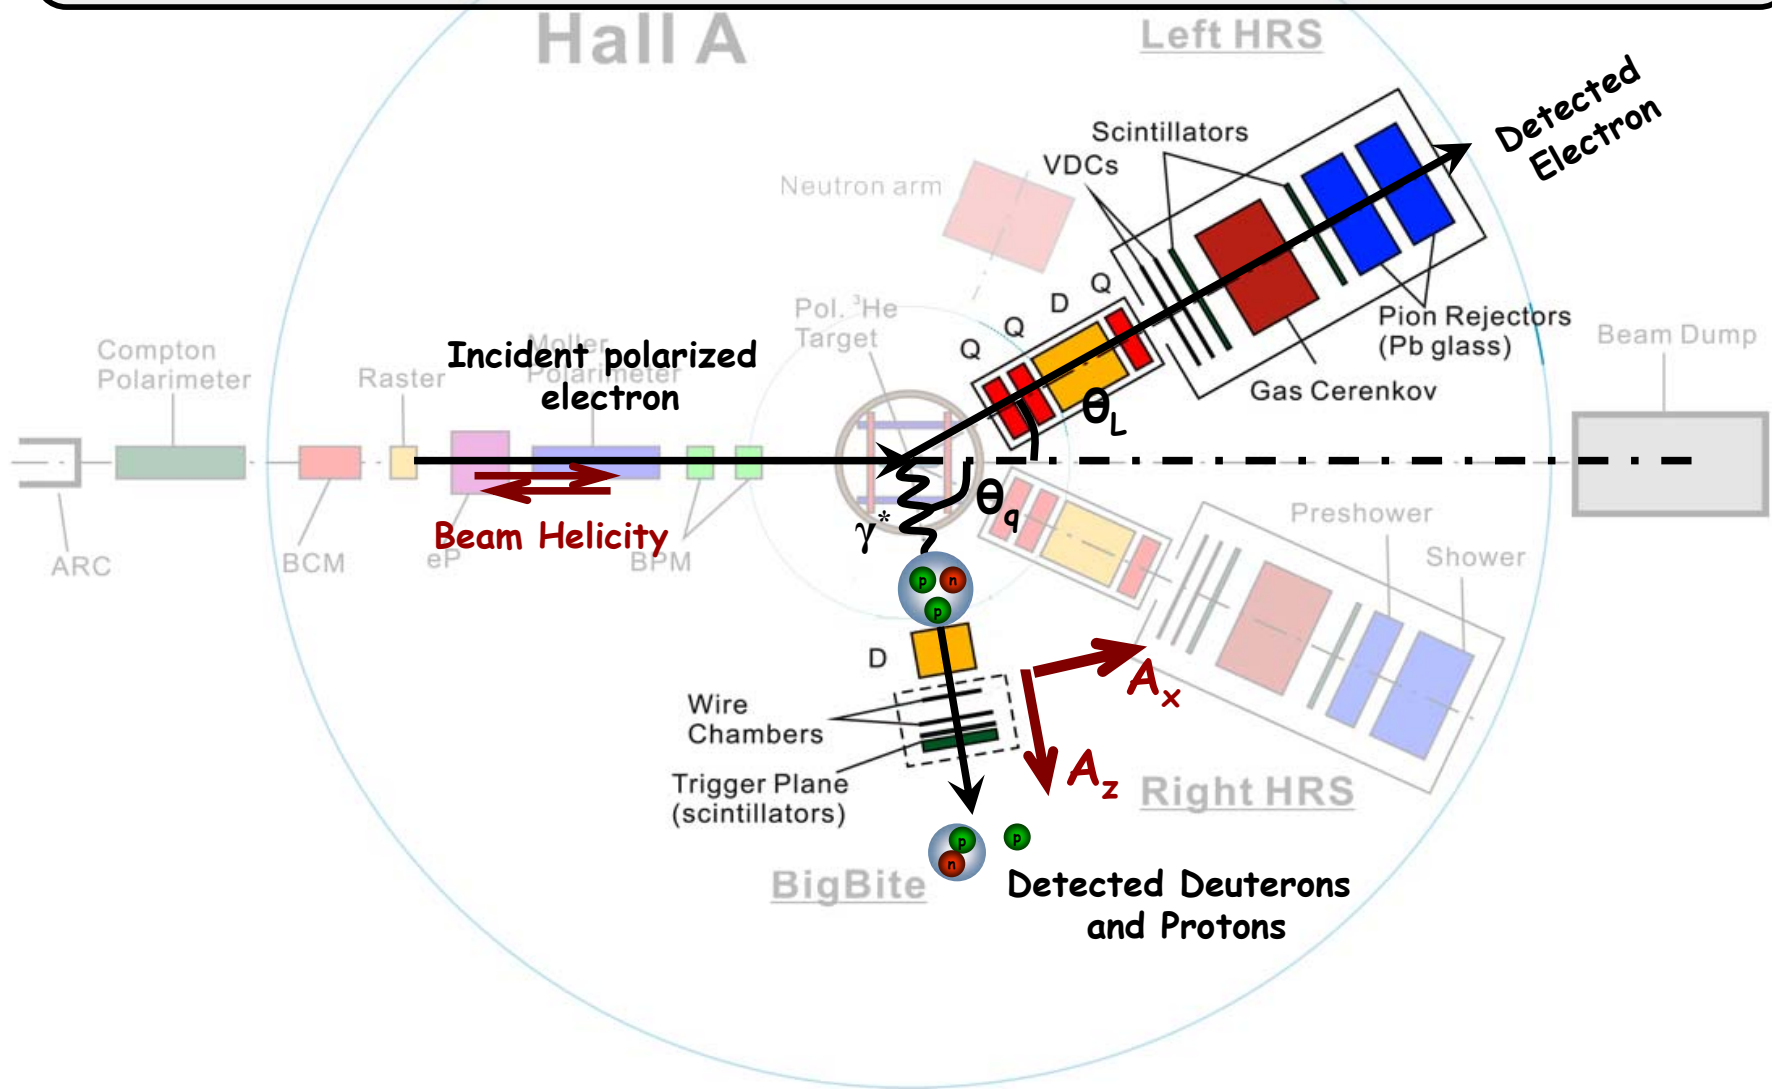 Hall A
Left HRS
Detected
Electron
Scintillators
VDCs
Neutron arm
Q
D
Q
Q
Pol. ³He
Target
Pion Rejectors
(Pb glass)
Gas Cerenkov
Beam Dump
Compton
Polarimeter
Raster
Moller
Polarimeter
Incident polarized
electron
θL
θq
γ*
Beam Helicity
ARC
BCM
eP
BPM
Preshower
Shower
p
n
p
D
Wire
Chambers
Trigger Plane
(scintillators)
Ax
Az
Right HRS
p
n
p
BigBite
Detected Deuterons
and Protons